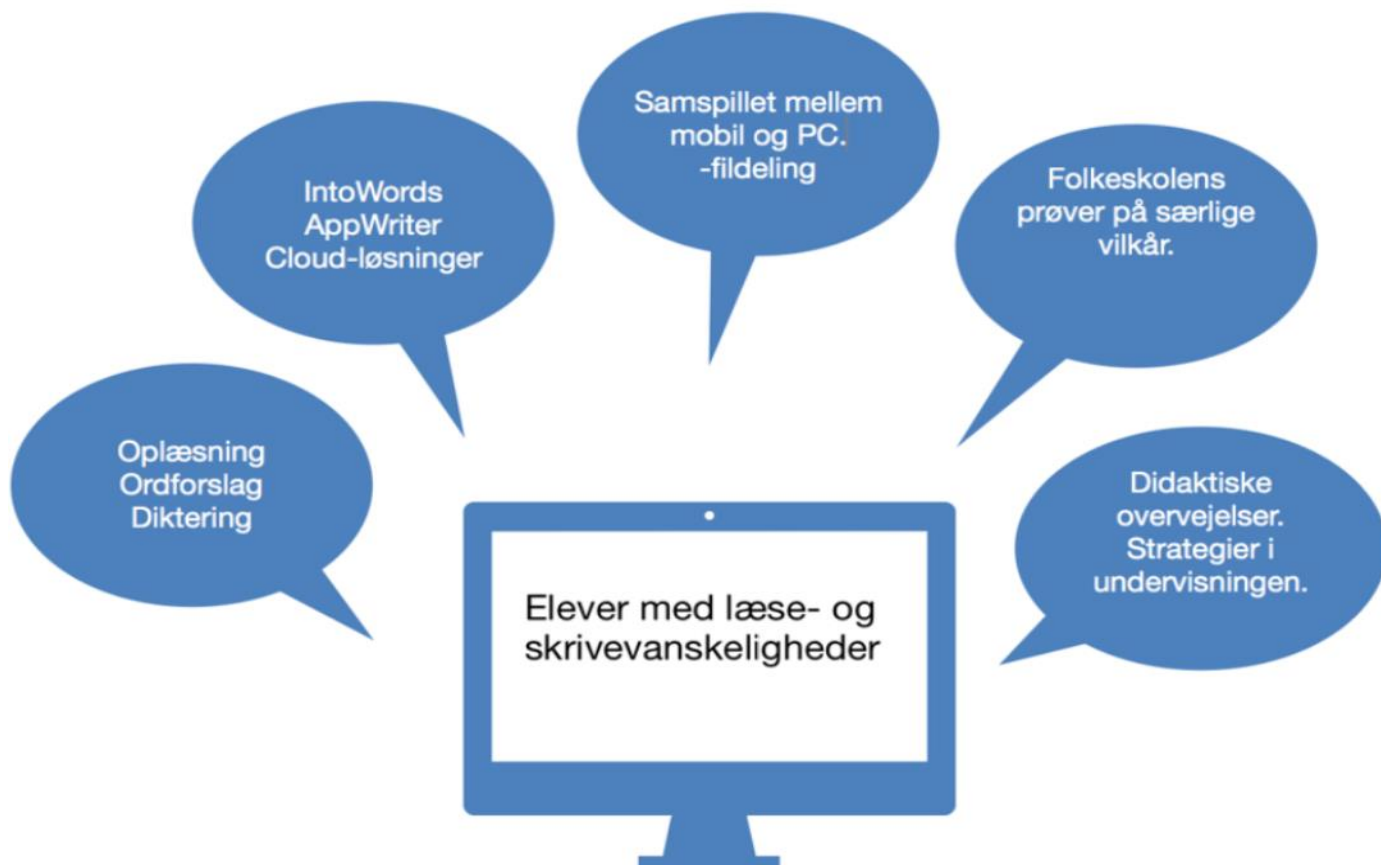 Samspillet mellem
mobil og PC.
-fildeling
IntoWords
AppWriter
Cloud-løsninger
Folkeskolens
prøver på særlige
vilkår.
Oplæsning
Ordforslag
Diktering
Didaktiske
overvejelser.
Strategier i
undervisningen.
Elever med læse- og
skrivevanskeligheder